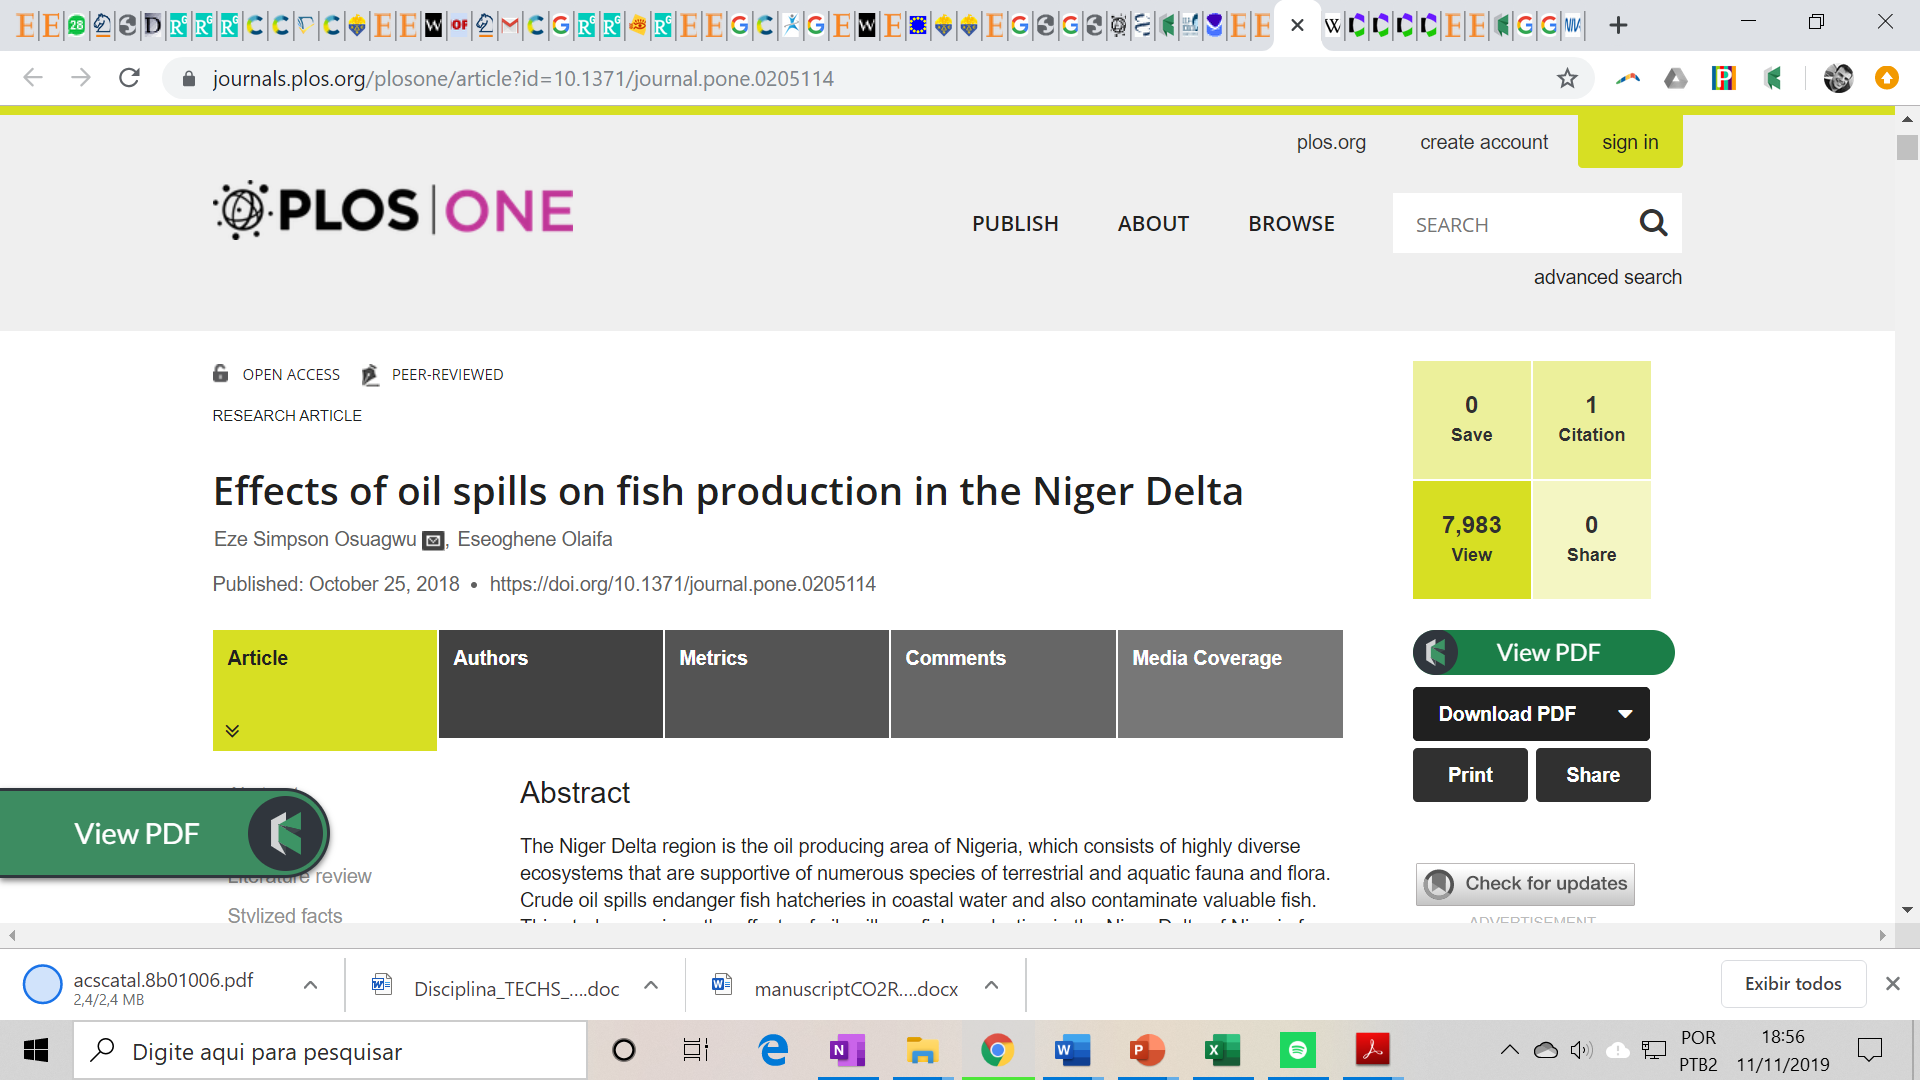 journals.plos.org/plosone/article?id=10.1371/journal.pone.0205114
plos.org
create account
sign in
PLOS ONE
PUBLISH
ABOUT
BROWSE
SEARCH
advanced search
OPEN ACCESS
PEER-REVIEWED
RESEARCH ARTICLE
Effects of oil spills on fish production in the Niger Delta
Eze Simpson Osuagwu , Eseoghene Olaifa
Published: October 25, 2018 • https://doi.org/10.1371/journal.pone.0205114
0
Save
1
Citation
7,983
View
0
Share
Article
Authors
Metrics
Comments
Media Coverage
View PDF
Download PDF
Print
Share
Check for updates
ADVERTISEMENT
View PDF
Literature review
Stylized facts
Abstract
The Niger Delta region is the oil producing area of Nigeria, which consists of highly diverse
ecosystems that are supportive of numerous species of terrestrial and aquatic fauna and flora.
Crude oil spills endanger fish hatcheries in coastal water and also contaminate valuable fish.
acscatal.8b01006.pdf
2,4/2,4 MB
Disciplina_TECHS_....doc
manuscriptCO2R....docx
Exibir todos
Digite aqui para pesquisar
POR
PTB2
18:56
11/11/2019